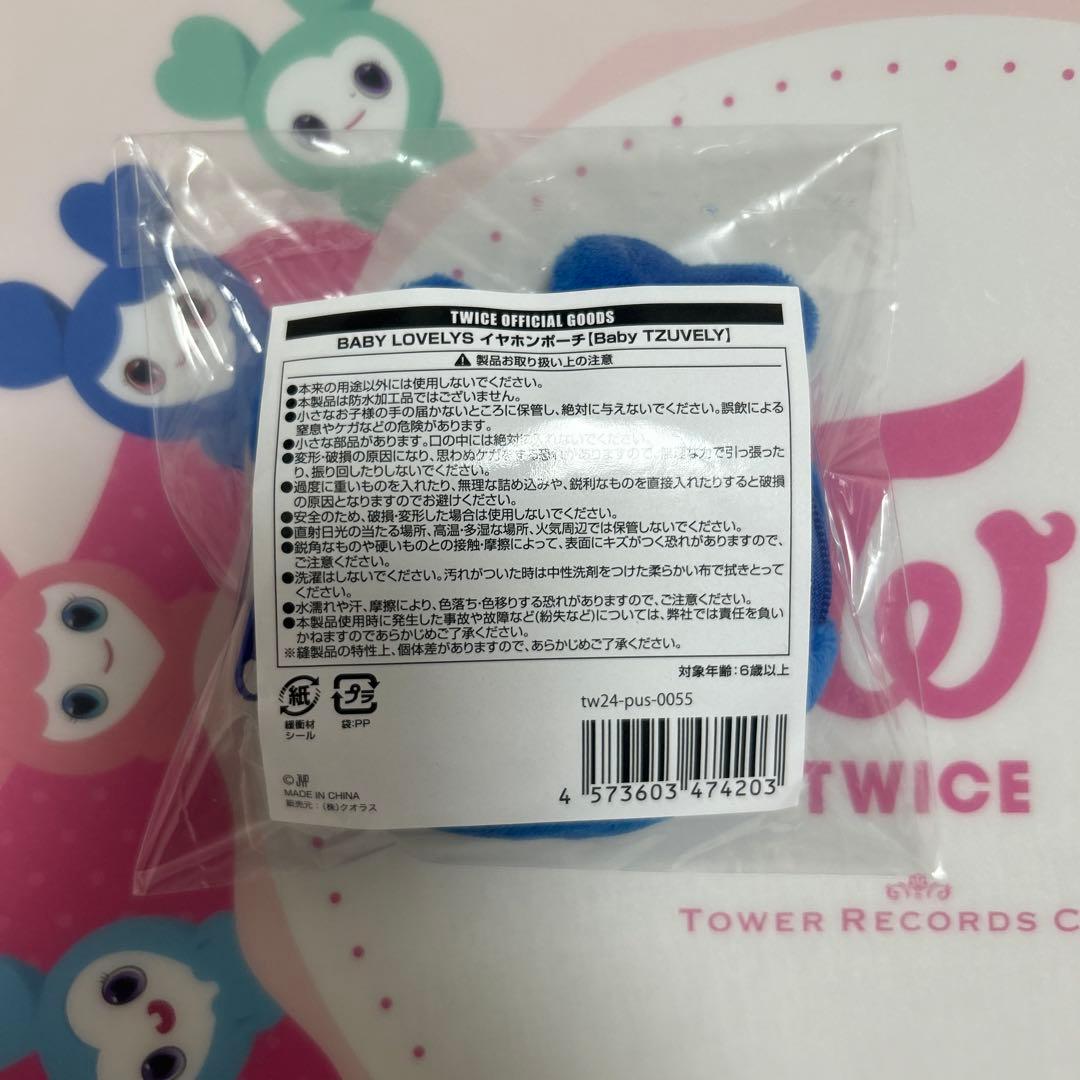 TWICE OFFICIAL GOODS
BABY LOVELYS イヤホンポーチ【Baby TZUVELY】
製品お取り扱い上の注意
●本来の用途以外には使用しないでください。
●本製品は防水加工品ではございません。
●小さなお子様の手の届かないところに保管し、絶対に与えないでください。誤飲による
窒息やケガなどの危険があります。
●小さな部品があります。口の中には絶対に入れないでください。
●変形・破損の原因になり、思わぬケガをする恐れがありますので、無理な力で引っ張った
り、振り回したりしないでください。
●過度に重いものを入れたり、無理な詰め込みや、鋭利なものを直接入れたりすると破損
の原因となりますのでお避けください。
●安全のため、破損・変形した場合は使用しないでください。
●直射日光の当たる場所、高温・多湿な場所、火気周辺では保管しないでください。
●鋭角なものや硬いものとの接触・摩擦によって、表面にキズがつく恐れがありますので、
ご注意ください。
●洗濯はしないでください。汚れがついた時は中性洗剤をつけた柔らかい布で拭きとって
ください。
●水濡れや汗、摩擦により、色落ち・色移りする恐れがありますので、ご注意ください。
●本製品使用時に発生した事故や故障など(紛失など)については、弊社では責任を負い
かねますのであらかじめご了承ください。
※縫製品の特性上、個体差がありますので、あらかじめご了承ください。
対象年齢：6歳以上
紙 プラ
緩衝材
シール
袋:PP
tw24-pus-0055
4 573603 474203
©JYP
MADE IN CHINA
販売元：(株)クオラス
TWICE
TOWER RECORDS C